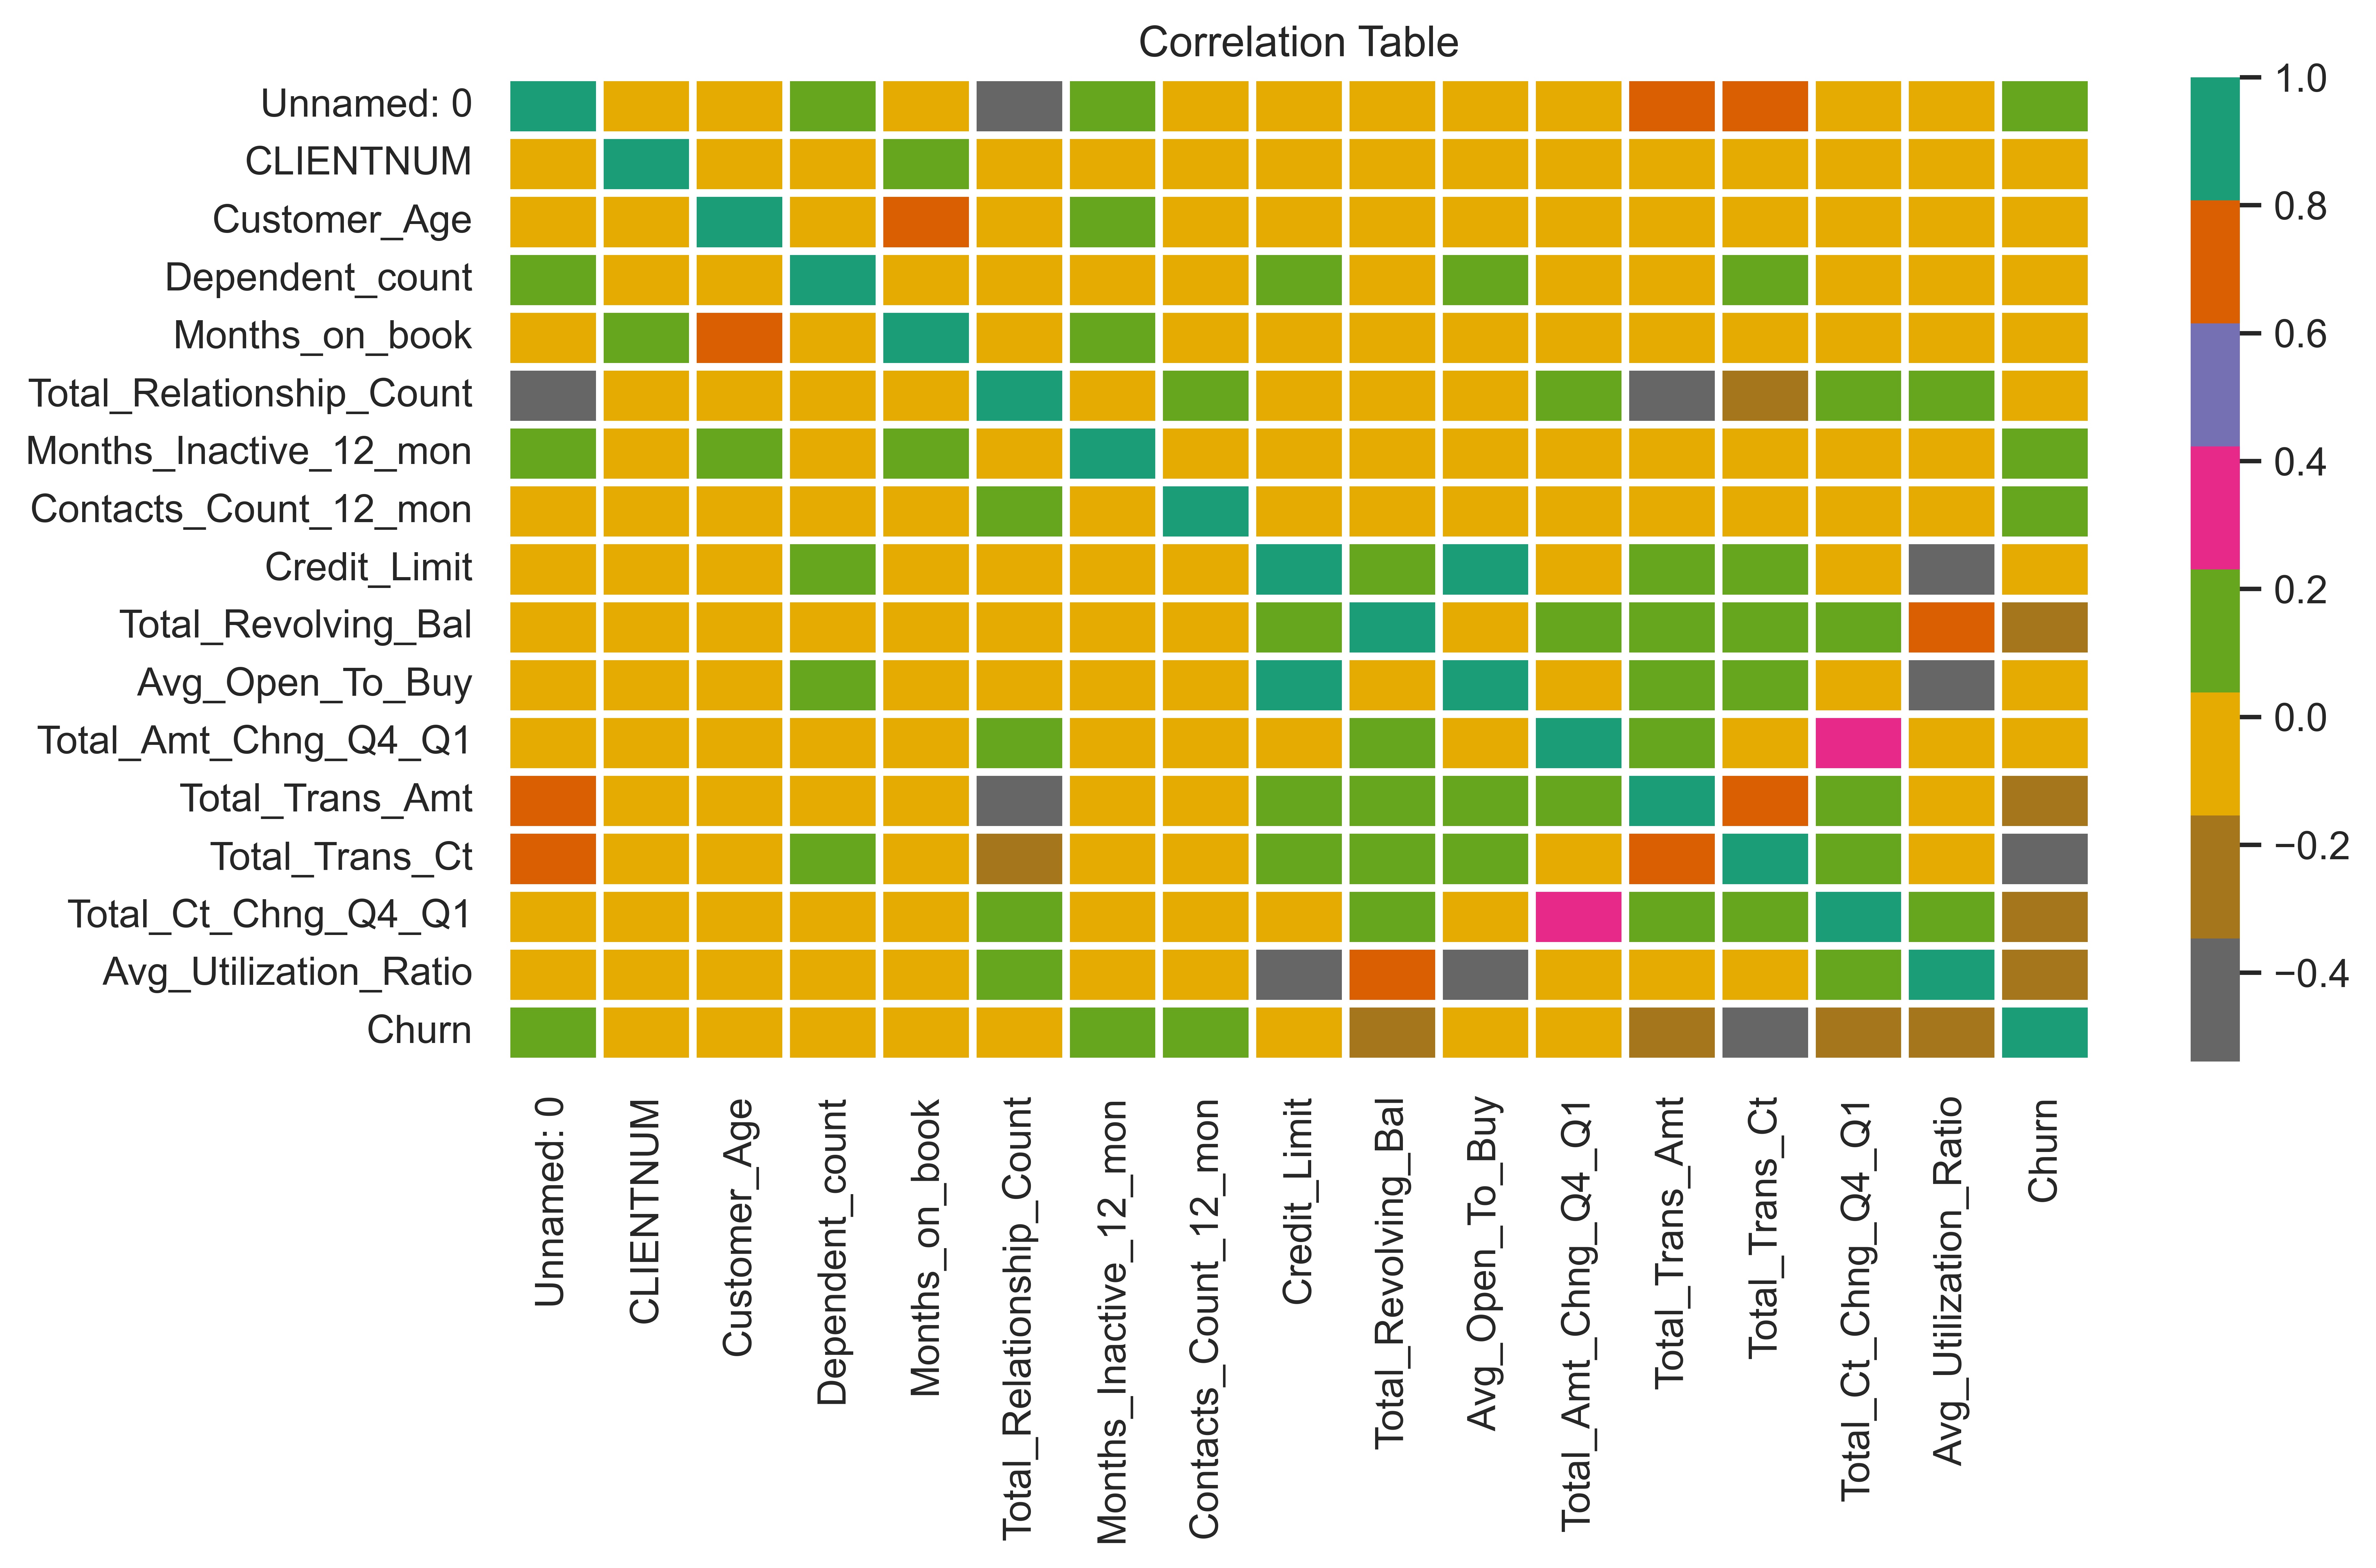 Correlation Table
Unnamed: 0
CLIENTNUM
Customer_Age
Dependent_count
Months_on_book
Total_Relationship_Count
Months_Inactive_12_mon
Contacts_Count_12_mon
Credit_Limit
Total_Revolving_Bal
Avg_Open_To_Buy
Total_Amt_Chng_Q4_Q1
Total_Trans_Amt
Total_Trans_Ct
Total_Ct_Chng_Q4_Q1
Avg_Utilization_Ratio
Churn
Unnamed: 0
CLIENTNUM
Customer_Age
Dependent_count
Months_on_book
Total_Relationship_Count
Months_Inactive_12_mon
Contacts_Count_12_mon
Credit_Limit
Total_Revolving_Bal
Avg_Open_To_Buy
Total_Amt_Chng_Q4_Q1
Total_Trans_Amt
Total_Trans_Ct
Total_Ct_Chng_Q4_Q1
Avg_Utilization_Ratio
Churn
1.0
0.8
0.6
0.4
0.2
0.0
−0.2
−0.4